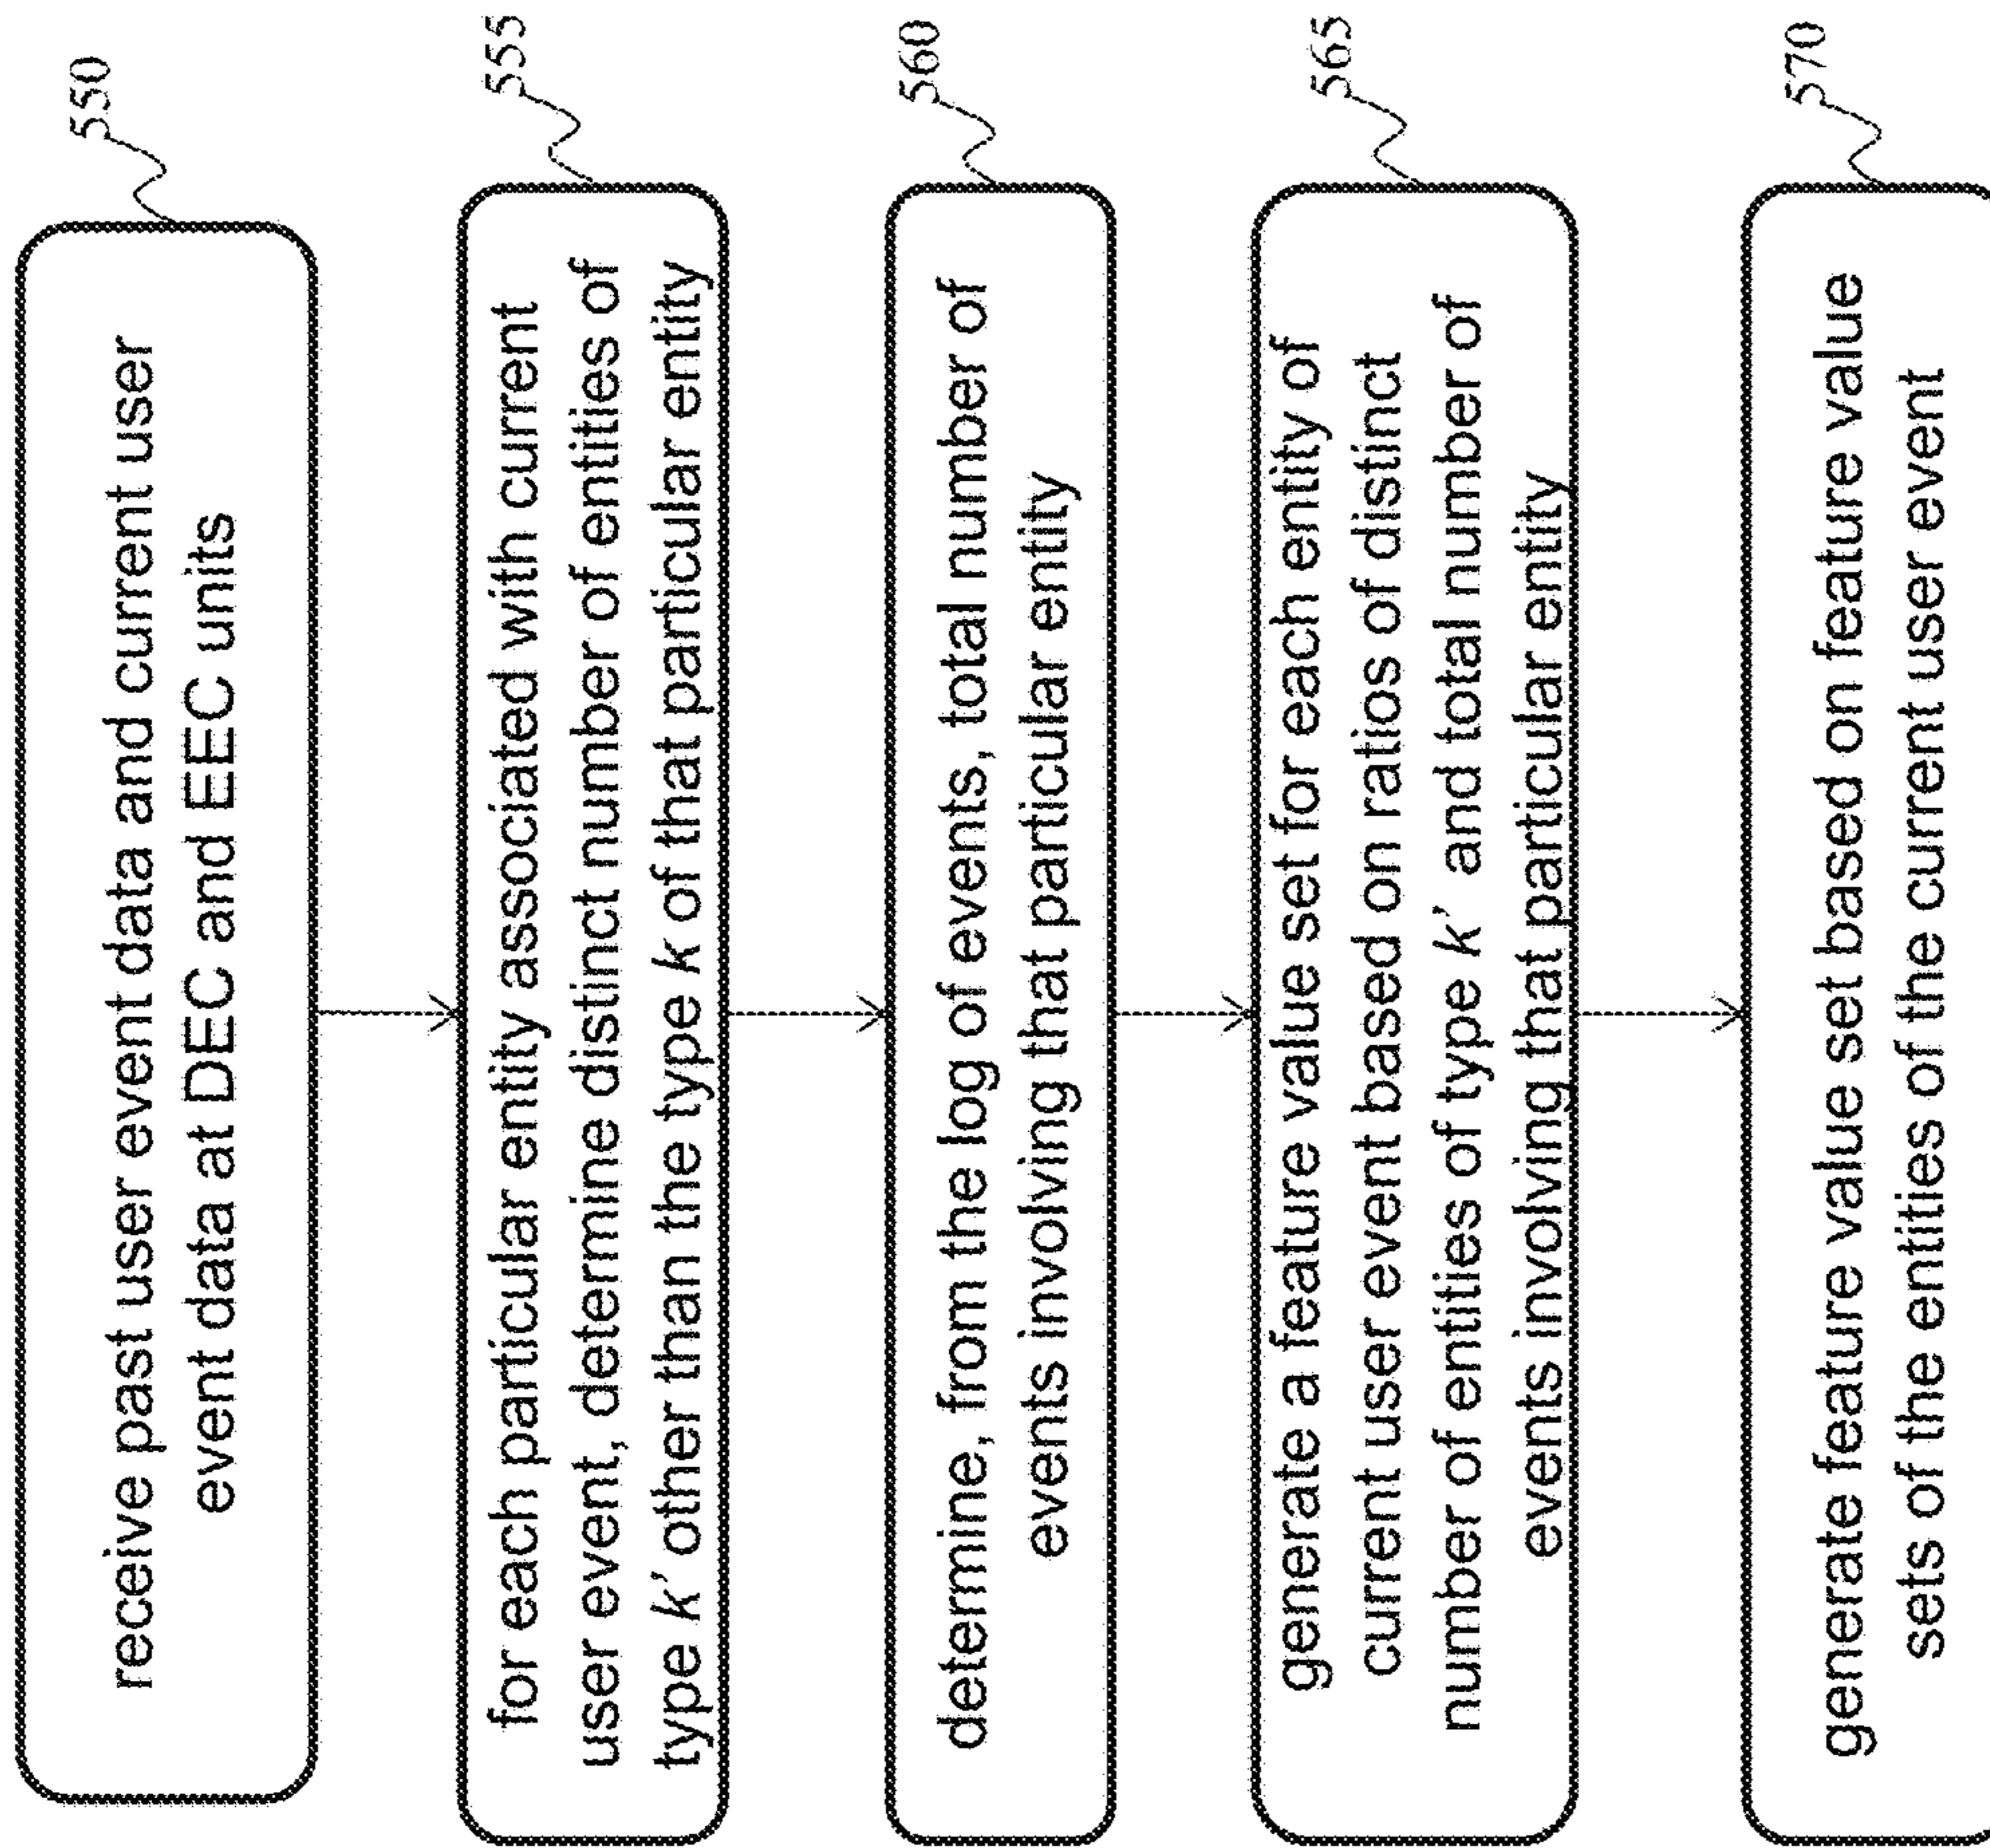 550
receive past user event data and current user
event data at DEC and EEC units
555
for each particular entity associated with current
user event, determine distinct number of entities of
type k' other than the type k of that particular entity
560
determine, from the log of events, total number of
events involving that particular entity
565
generate a feature value set for each entity of
current user event based on ratios of distinct
number of entities of type k' and total number of
events involving that particular entity
570
generate feature value set based on feature value
sets of the entities of the current user event